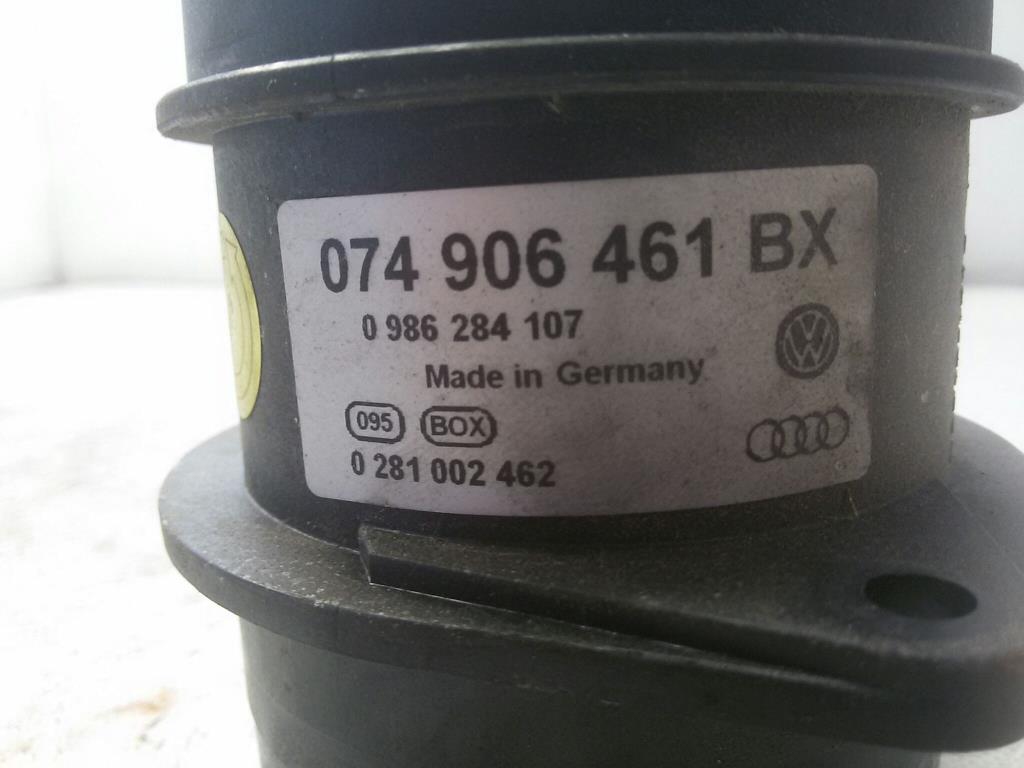 074 906 461 BX
0 986 284 107
Made in Germany
095 BOX
0 281 002 462